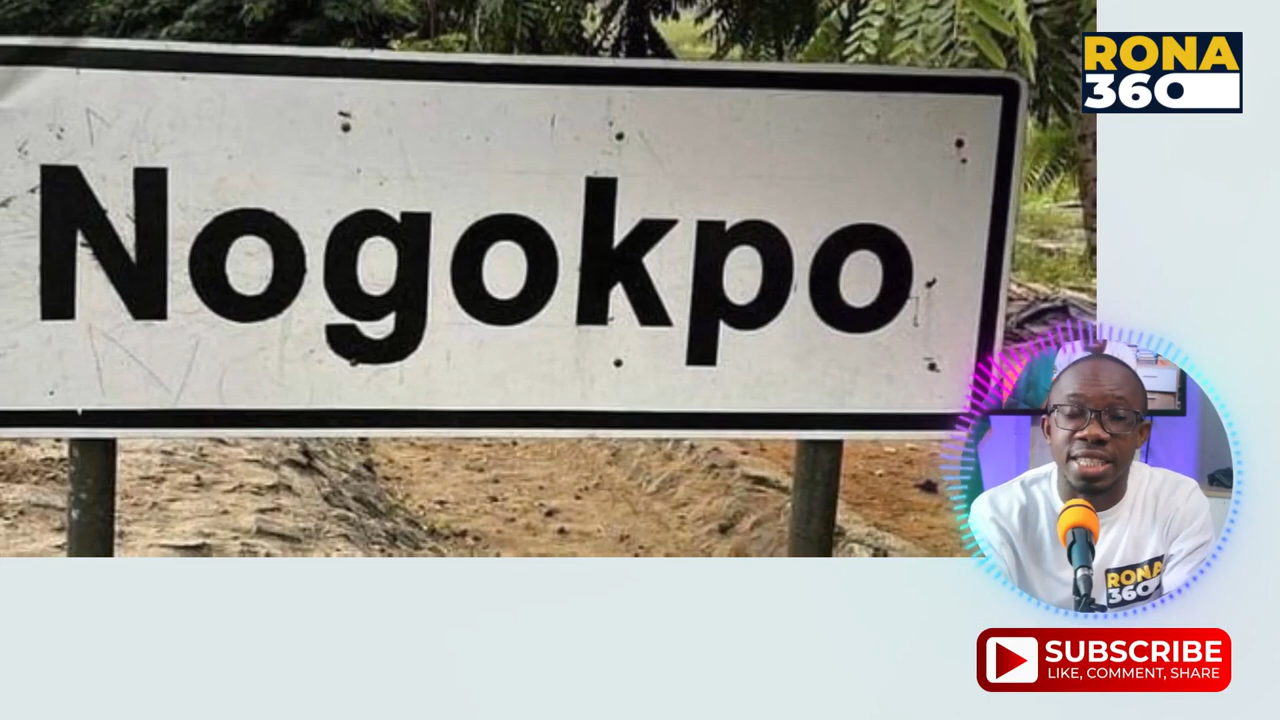 Nogokpo
RONA
360
RONA
360
SUBSCRIBE
LIKE, COMMENT, SHARE